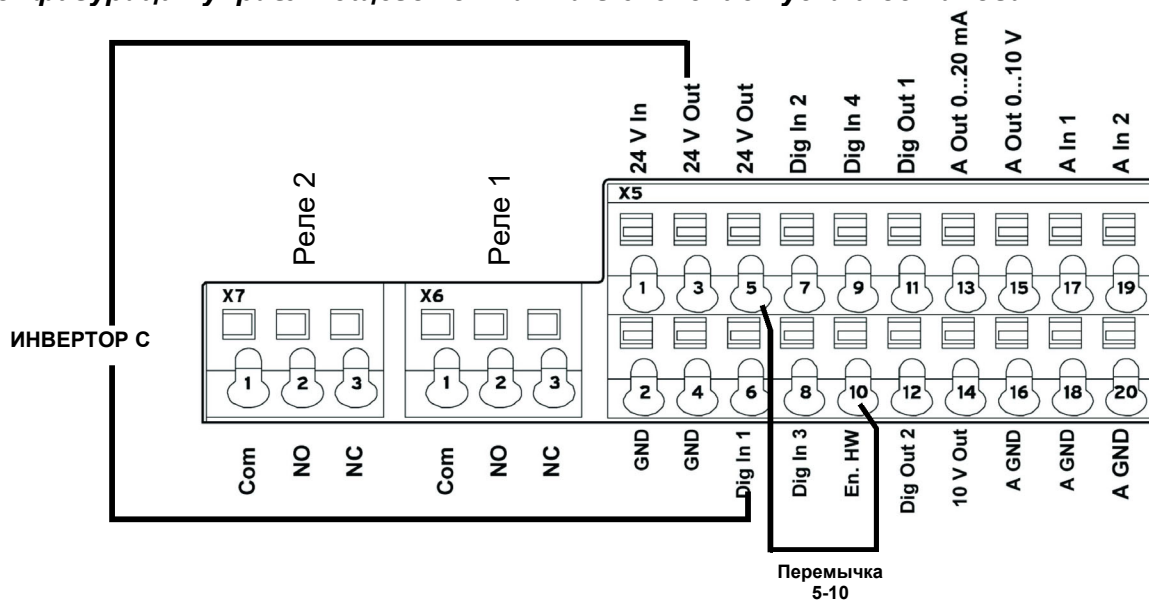 24 V In
24 V Out
24 V Out
Dig In 2
Dig In 4
Dig Out 1
A Out 0...20 mA
A Out 0...10 V
A In 1
A In 2
Реле 2
Реле 1
X5
1 3 5 7 9 11 13 15 17 19
X7
X6
ИНВЕРТОР С
1 2 3
1 2 3
2 4 6 8 10 12 14 16 18 20
Com
NO
NC
Com
NO
NC
GND
GND
Dig In 1
Dig In 3
En. HW
Dig Out 2
10 V Out
A GND
A GND
A GND
Перемычка
5-10